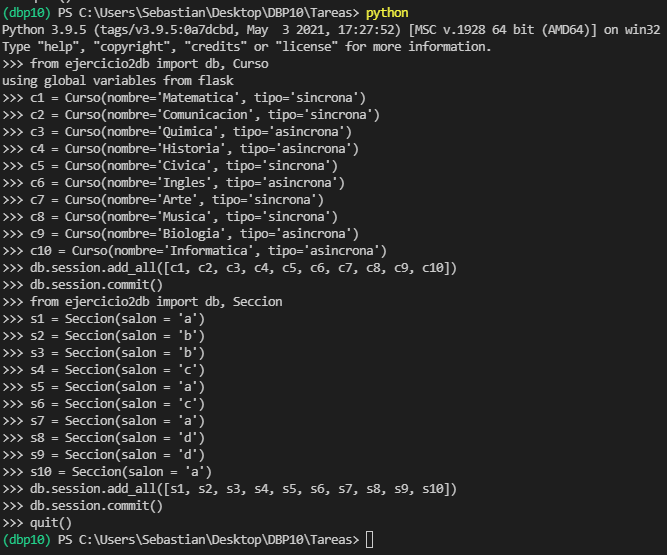 (dbp10) PS C:\Users\Sebastian\Desktop\DBP10\Tareas> python
Python 3.9.5 (tags/v3.9.5:0a7dcbd, May  3 2021, 17:27:52) [MSC v.1928 64 bit (AMD64)] on win32
Type "help", "copyright", "credits" or "license" for more information.
>>> from ejercicio2db import db, Curso
using global variables from flask
>>> c1 = Curso(nombre='Matematica', tipo='sincrona')
>>> c2 = Curso(nombre='Comunicacion', tipo='sincrona')
>>> c3 = Curso(nombre='Quimica', tipo='asincrona')
>>> c4 = Curso(nombre='Historia', tipo='asincrona')
>>> c5 = Curso(nombre='Civica', tipo='sincrona')
>>> c6 = Curso(nombre='Ingles', tipo='asincrona')
>>> c7 = Curso(nombre='Arte', tipo='sincrona')
>>> c8 = Curso(nombre='Musica', tipo='sincrona')
>>> c9 = Curso(nombre='Biologia', tipo='asincrona')
>>> c10 = Curso(nombre='Informatica', tipo='asincrona')
>>> db.session.add_all([c1, c2, c3, c4, c5, c6, c7, c8, c9, c10])
>>> db.session.commit()
>>> from ejercicio2db import db, Seccion
>>> s1 = Seccion(salon = 'a')
>>> s2 = Seccion(salon = 'b')
>>> s3 = Seccion(salon = 'b')
>>> s4 = Seccion(salon = 'c')
>>> s5 = Seccion(salon = 'a')
>>> s6 = Seccion(salon = 'c')
>>> s7 = Seccion(salon = 'a')
>>> s8 = Seccion(salon = 'd')
>>> s9 = Seccion(salon = 'd')
>>> s10 = Seccion(salon = 'a')
>>> db.session.add_all([s1, s2, s3, s4, s5, s6, s7, s8, s9, s10])
>>> db.session.commit()
>>> quit()
(dbp10) PS C:\Users\Sebastian\Desktop\DBP10\Tareas>